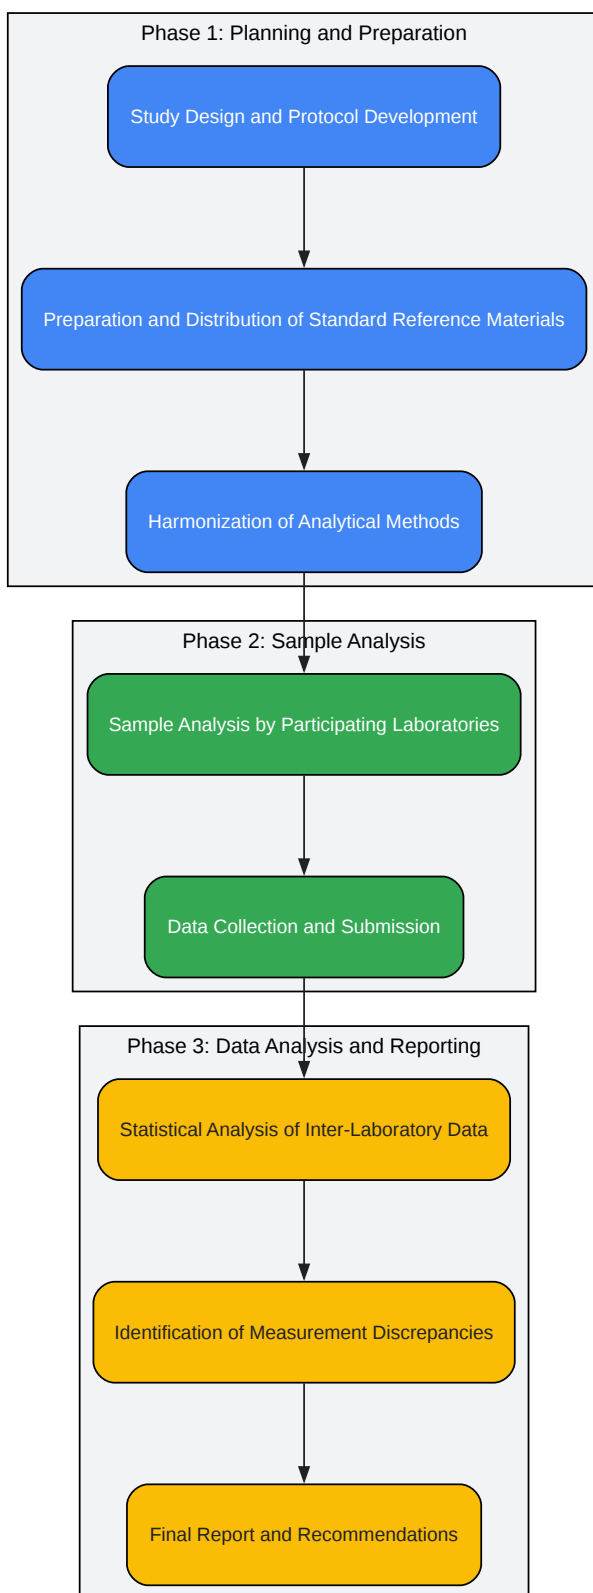 Phase 1: Planning and Preparation
Study Design and Protocol Development
Preparation and Distribution of Standard Reference Materials
Harmonization of Analytical Methods
Phase 2: Sample Analysis
Sample Analysis by Participating Laboratories
Data Collection and Submission
Phase 3: Data Analysis and Reporting
Statistical Analysis of Inter-Laboratory Data
Identification of Measurement Discrepancies
Final Report and Recommendations